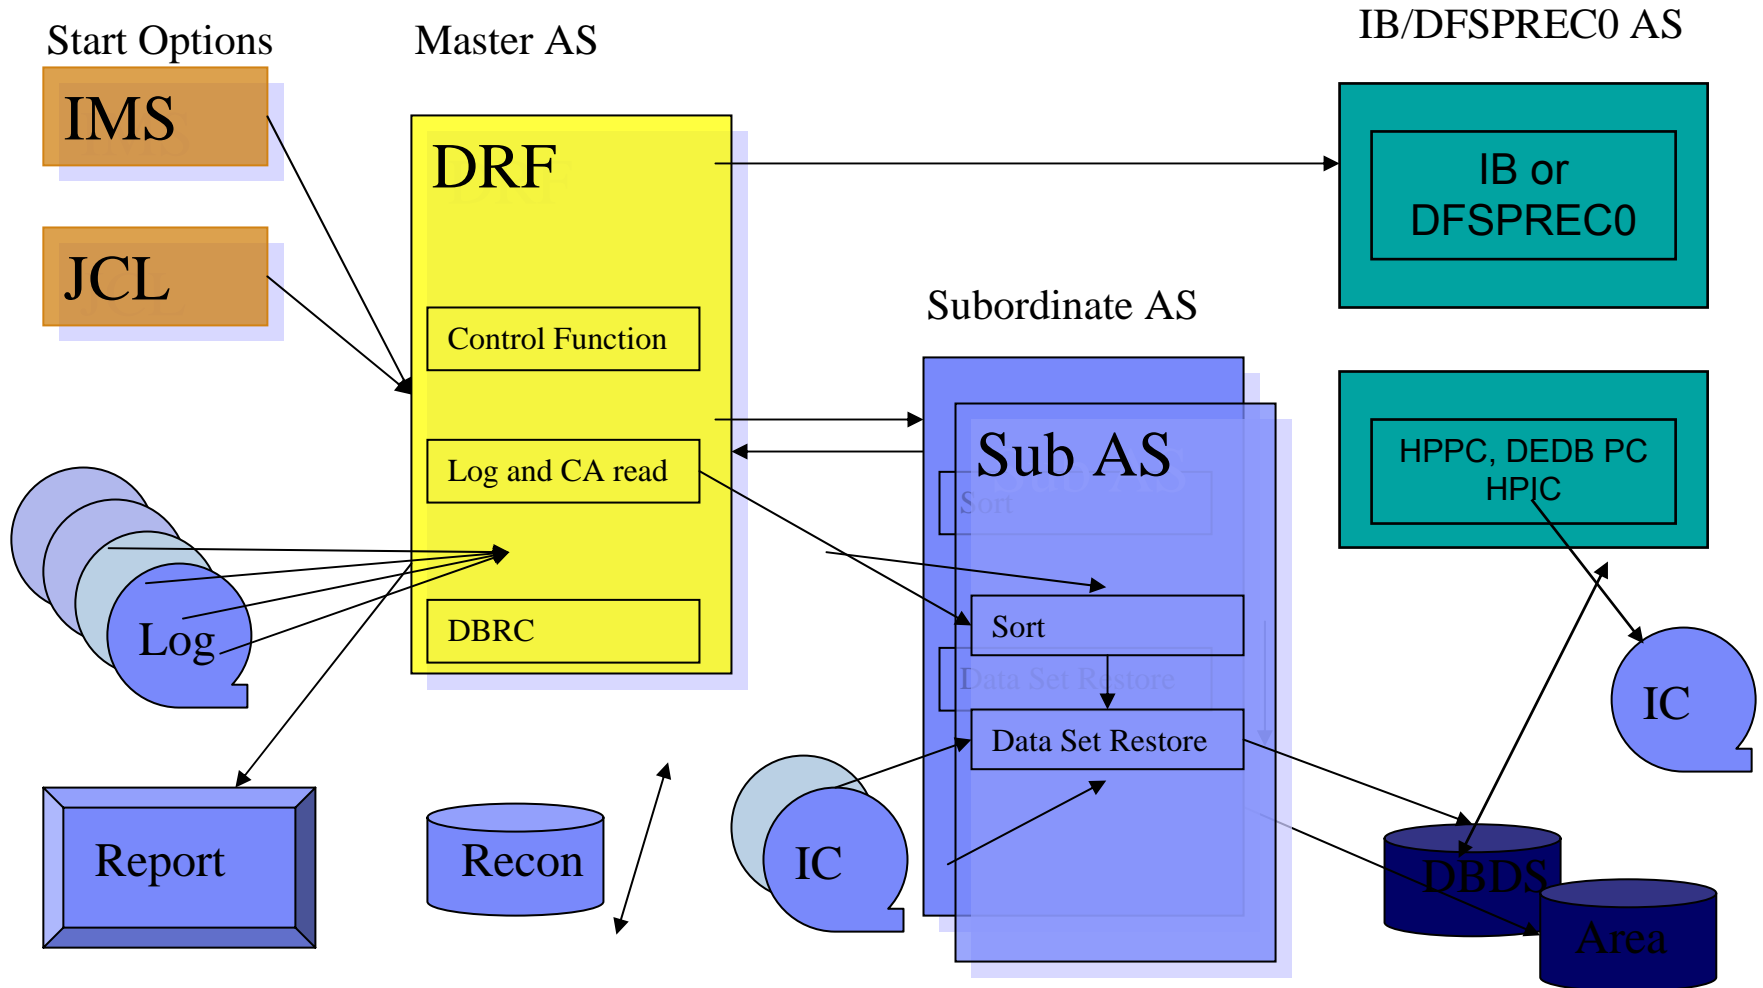 Start Options
Master AS
IB/DFSPREC0 AS
IMS
JCL
DRF
Control Function
Log and CA read
DBRC
IB or
DFSPREC0
Subordinate AS
Sub AS
Sort
Sort
Data Set Restore
Data Set Restore
HPPC, DEDB PC
HPIC
Log
IC
Report
Recon
IC
DBDS
Area